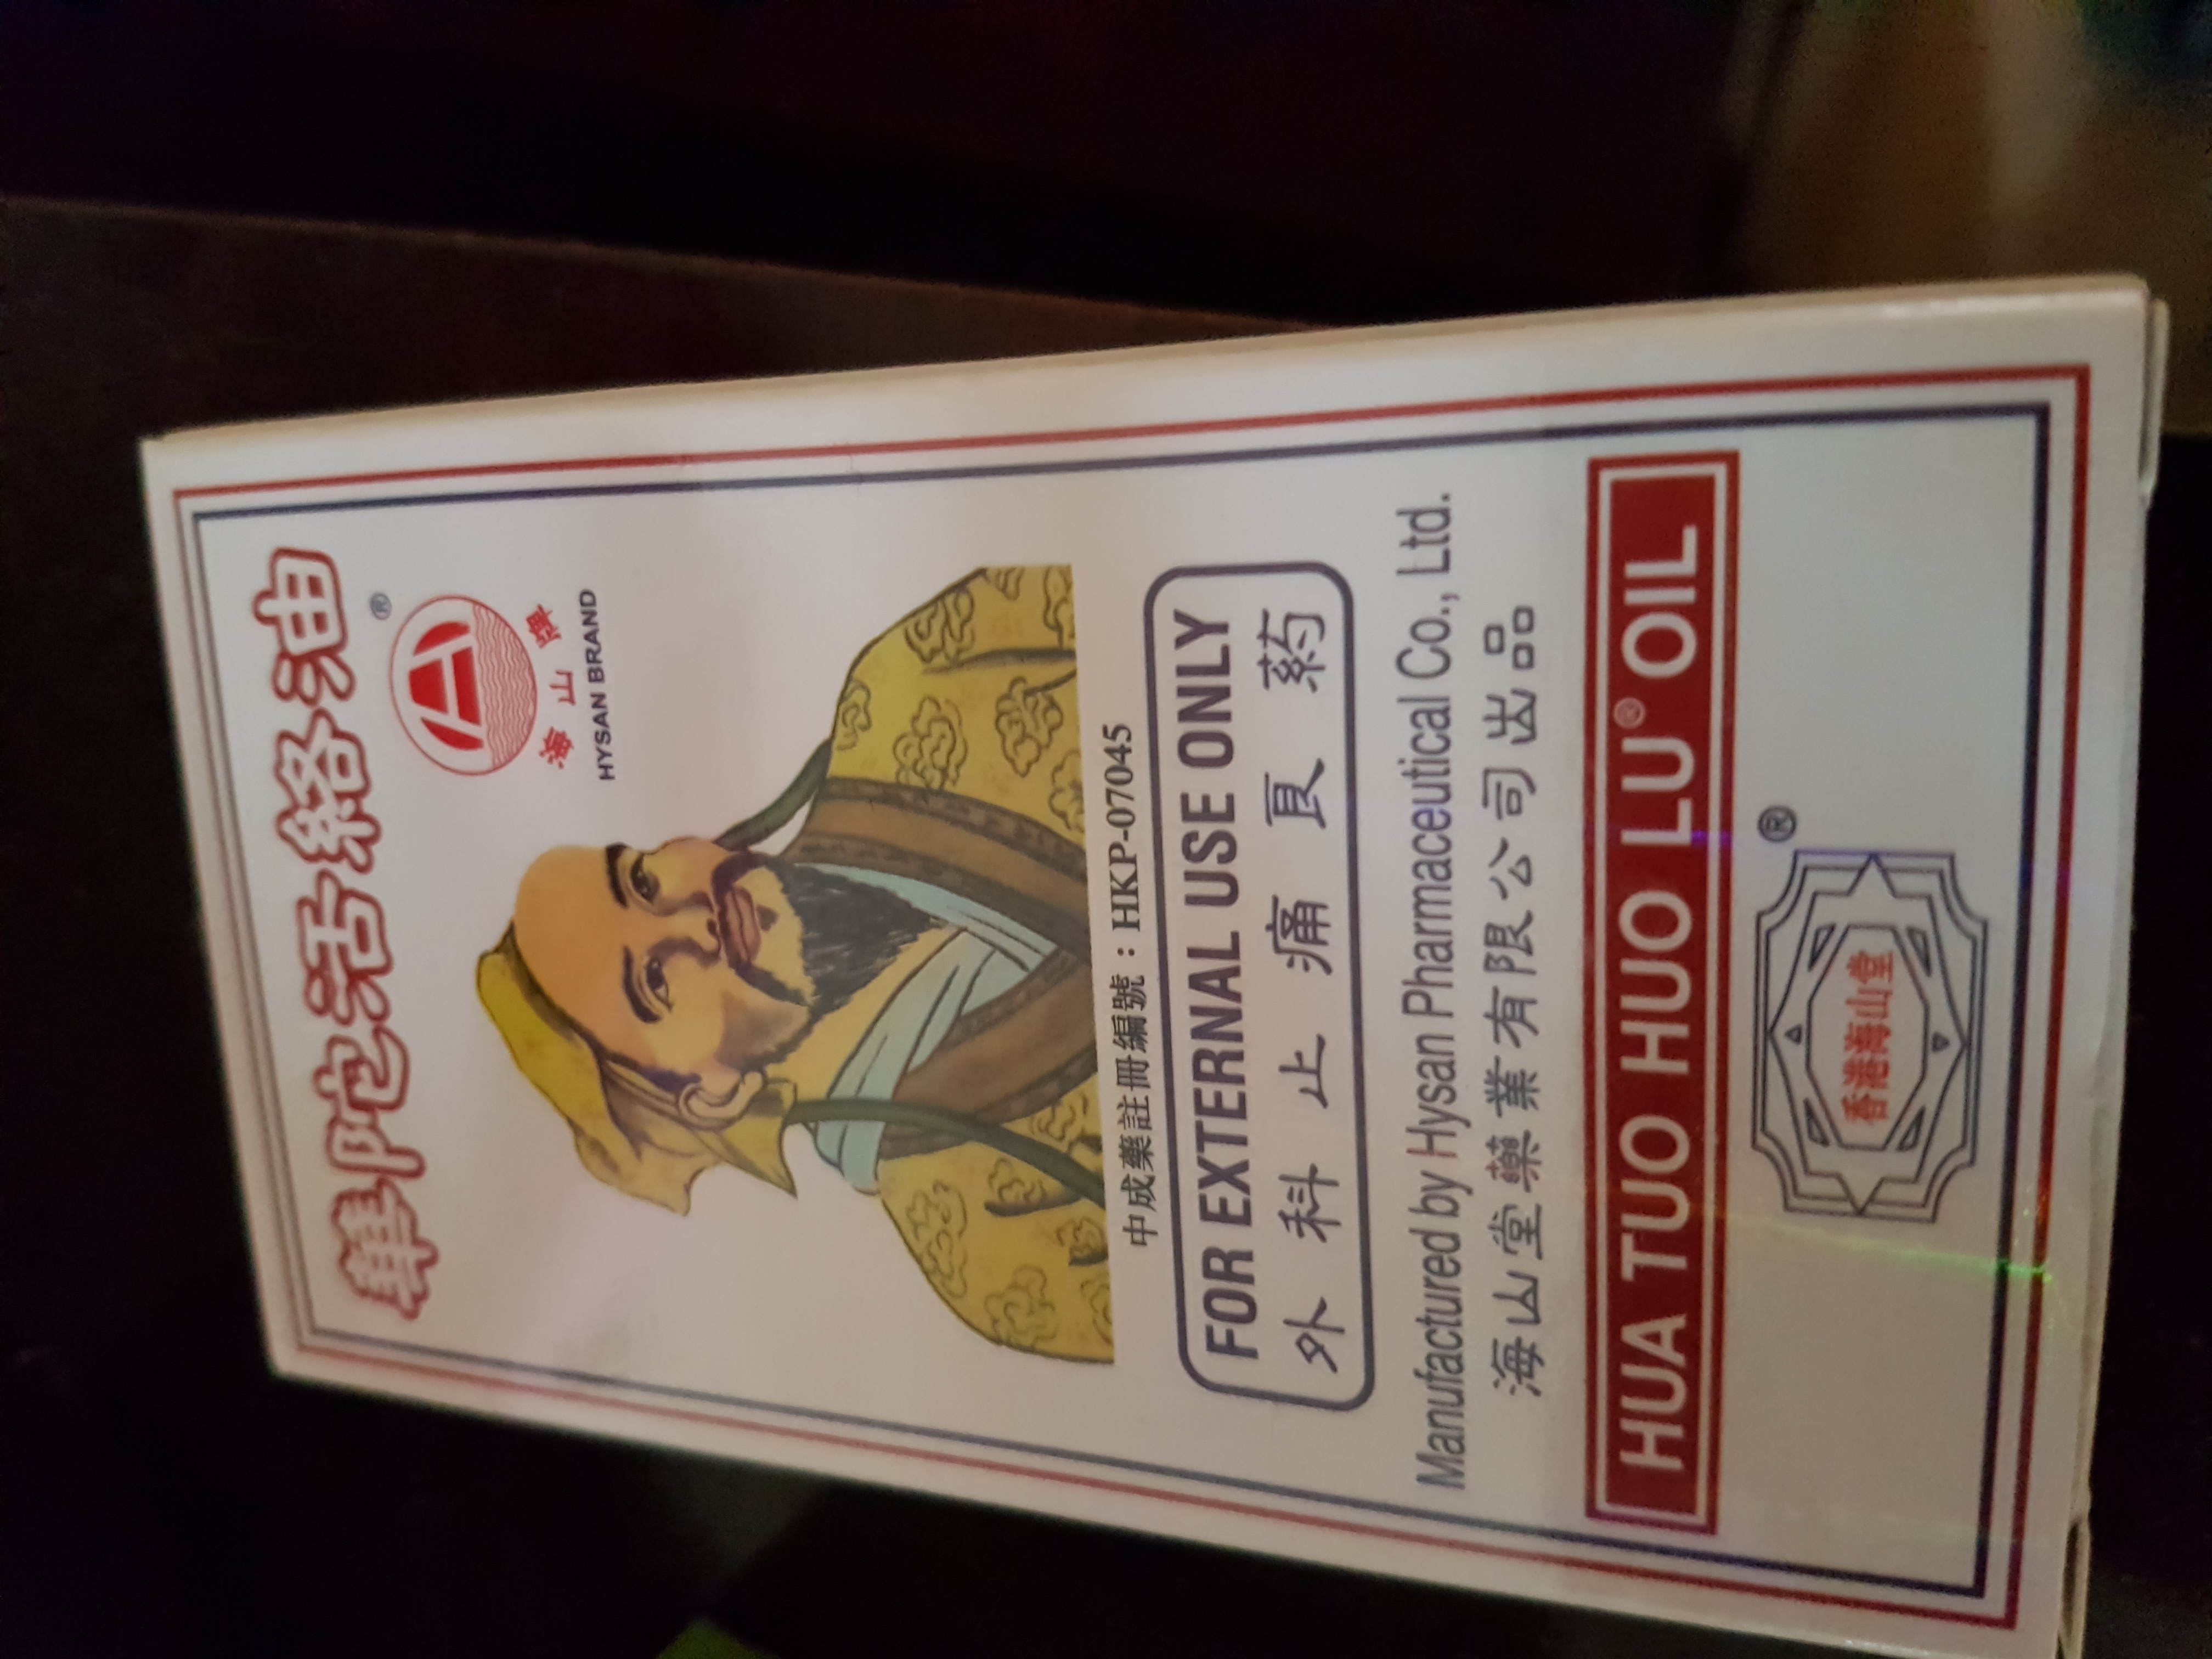 華陀活絡油
®
海山牌
HYSAN BRAND
中成藥註冊編號：HKP-07045
FOR EXTERNAL USE ONLY
外科止痛良药
Manufactured by Hysan Pharmaceutical Co., Ltd.
海山堂藥業有限公司出品
HUA TUO HUO LU® OIL
®
香港海山堂